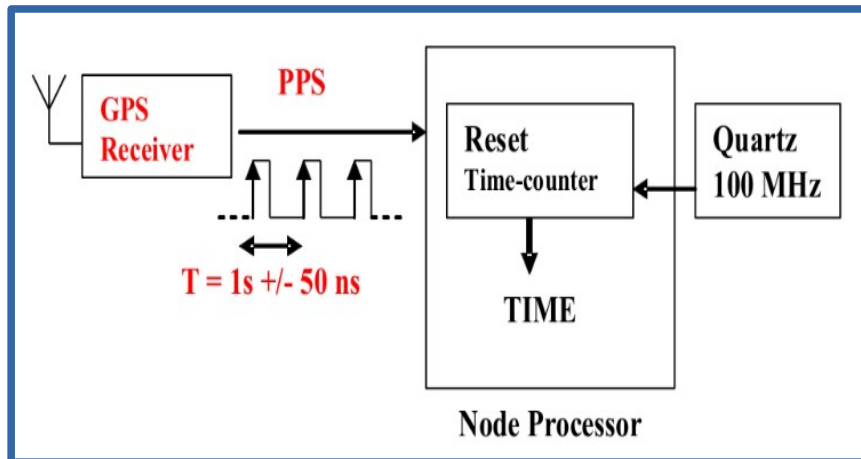 GPS
Receiver
PPS
T = 1s +/- 50 ns
Reset
Time-counter
TIME
Node Processor
Quartz
100 MHz